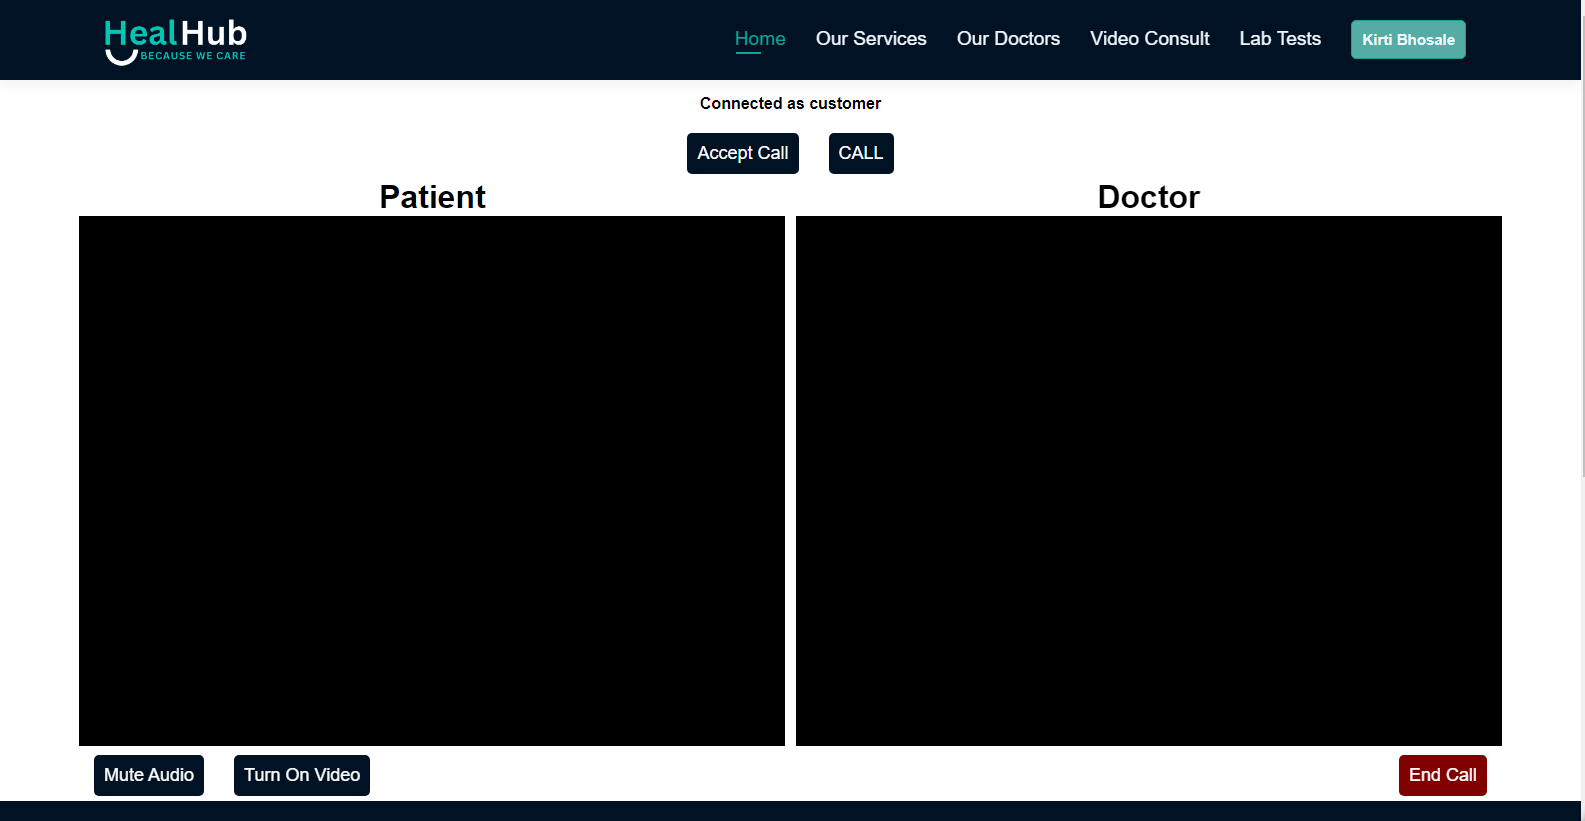 HealHub
BECAUSE WE CARE
Home Our Services Our Doctors Video Consult Lab Tests Kirti Bhosale
Connected as customer
Accept Call CALL
Patient Doctor
Mute Audio Turn On Video End Call